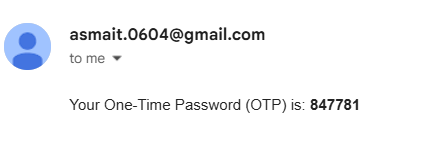 asmait.0604@gmail.com
to me
Your One-Time Password (OTP) is: 847781